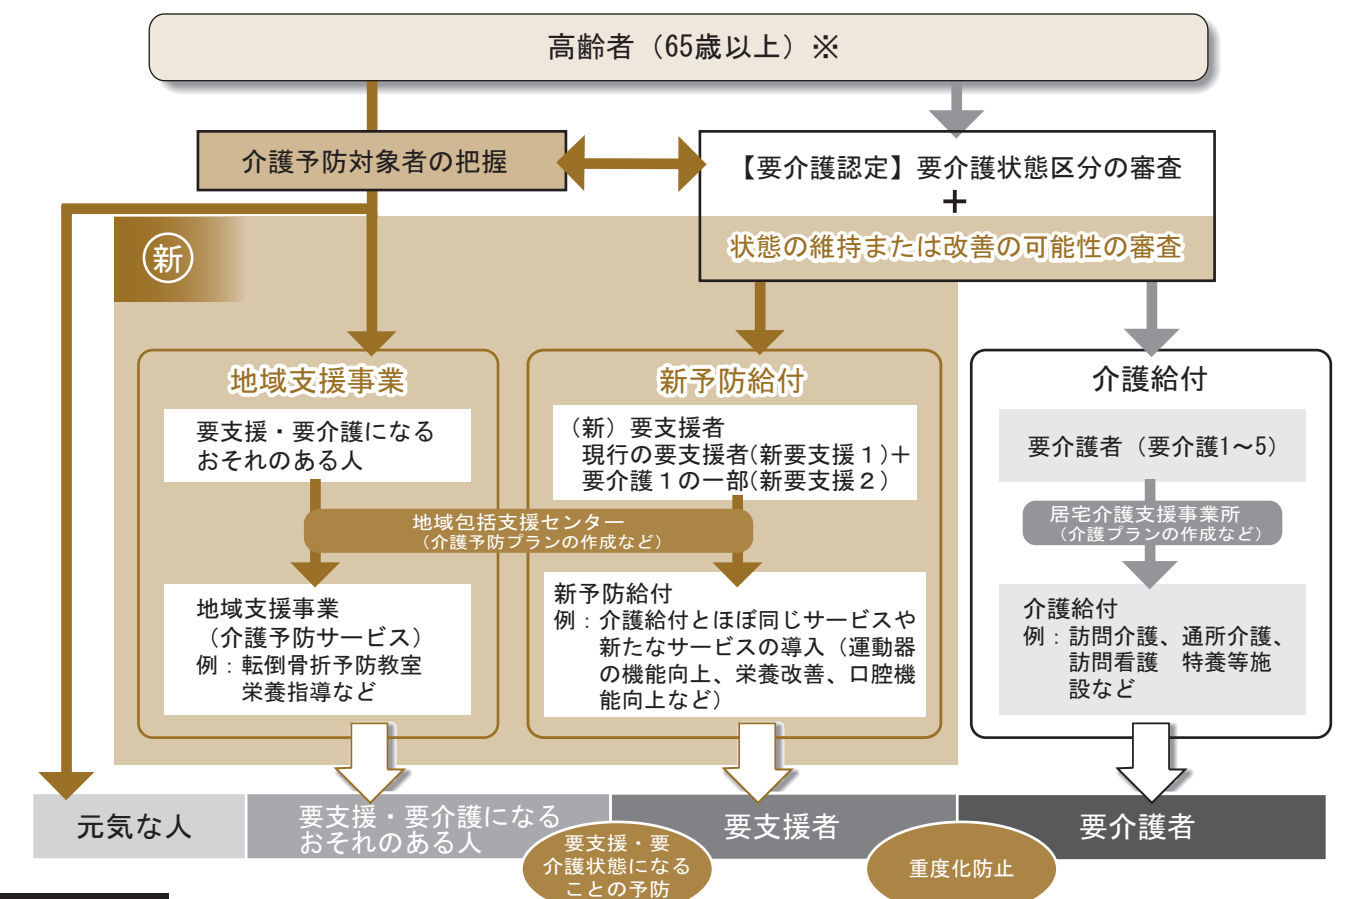 高齢者（65歳以上）※
介護予防対象者の把握
【要介護認定】要介護状態区分の審査
＋
状態の維持または改善の可能性の審査
新
地域支援事業
要支援・要介護になる
おそれのある人
新予防給付
（新）要支援者
現行の要支援者(新要支援１)＋
要介護１の一部(新要支援２)
介護給付
要介護者（要介護1～5）
地域包括支援センター
（介護予防プランの作成など）
居宅介護支援事業所
（介護プランの作成など）
地域支援事業
（介護予防サービス）
例：転倒骨折予防教室
栄養指導など
新予防給付
例：介護給付とほぼ同じサービスや
新たなサービスの導入（運動器
の機能向上、栄養改善、口腔機
能向上など）
介護給付
例：訪問介護、通所介護、
訪問看護　特養等施
設など
元気な人
要支援・要介護になる
おそれのある人
要支援者
要介護者
要支援・要
介護状態になる
ことの予防
重度化防止